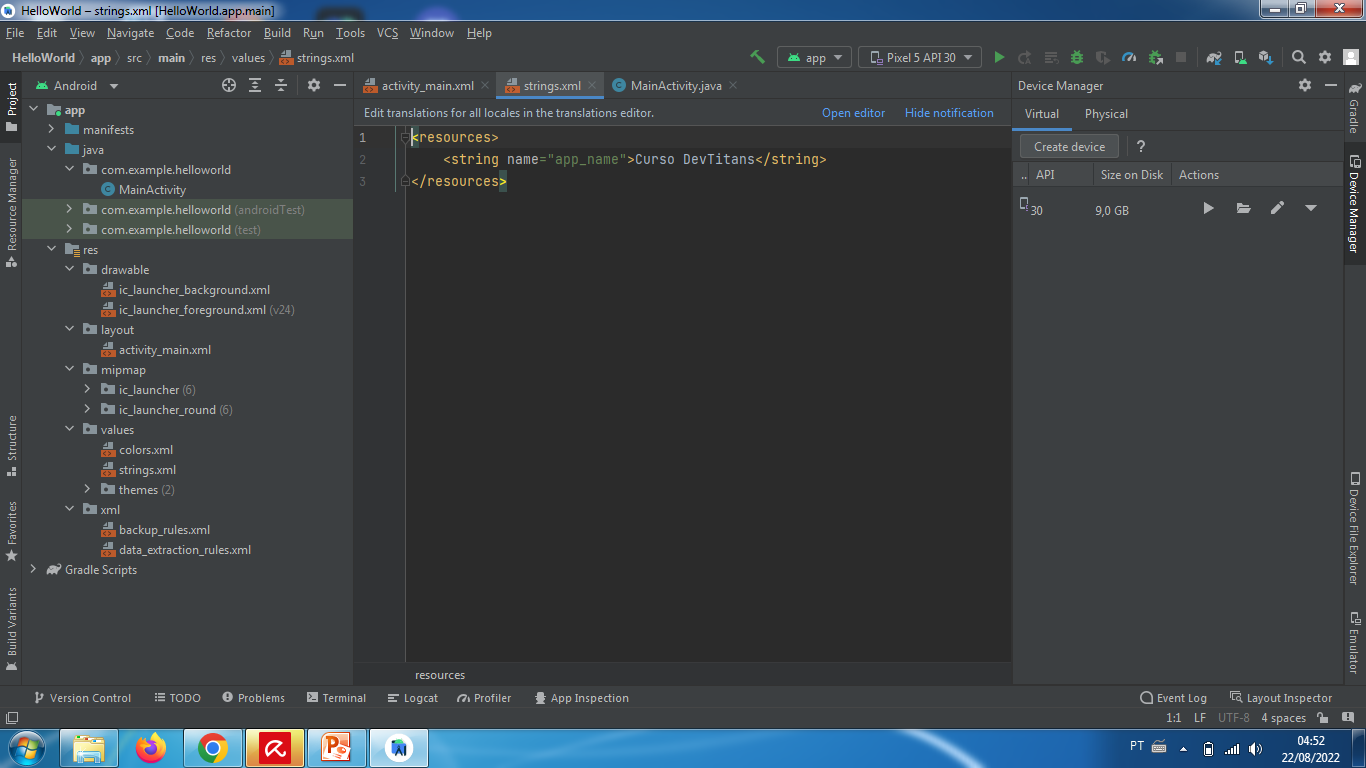 HelloWorld – strings.xml [HelloWorld.app.main]
File Edit View Navigate Code Refactor Build Run Tools VCS Window Help
HelloWorld app src main res values strings.xml
app Pixel 5 API 30
Project
Resource Manager
Structure
Favorites
Build Variants
Android
app
manifests
java
com.example.helloworld
MainActivity
com.example.helloworld (androidTest)
com.example.helloworld (test)
res
drawable
ic_launcher_background.xml
ic_launcher_foreground.xml (v24)
layout
activity_main.xml
mipmap
ic_launcher (6)
ic_launcher_round (6)
values
colors.xml
strings.xml
themes (2)
xml
backup_rules.xml
data_extraction_rules.xml
Gradle Scripts
activity_main.xml strings.xml MainActivity.java
Edit translations for all locales in the translations editor. Open editor Hide notification
1 <resources>
2 <string name="app_name">Curso DevTitans</string>
3 </resources>
resources
Device Manager
Virtual Physical
Create device ?
.. API Size on Disk Actions
30 9,0 GB
Gradle
Device Manager
Device File Explorer
Emulator
Version Control TODO Problems Terminal Logcat Profiler App Inspection Event Log Layout Inspector
1:1 LF UTF-8 4 spaces
PT 04:52
22/08/2022